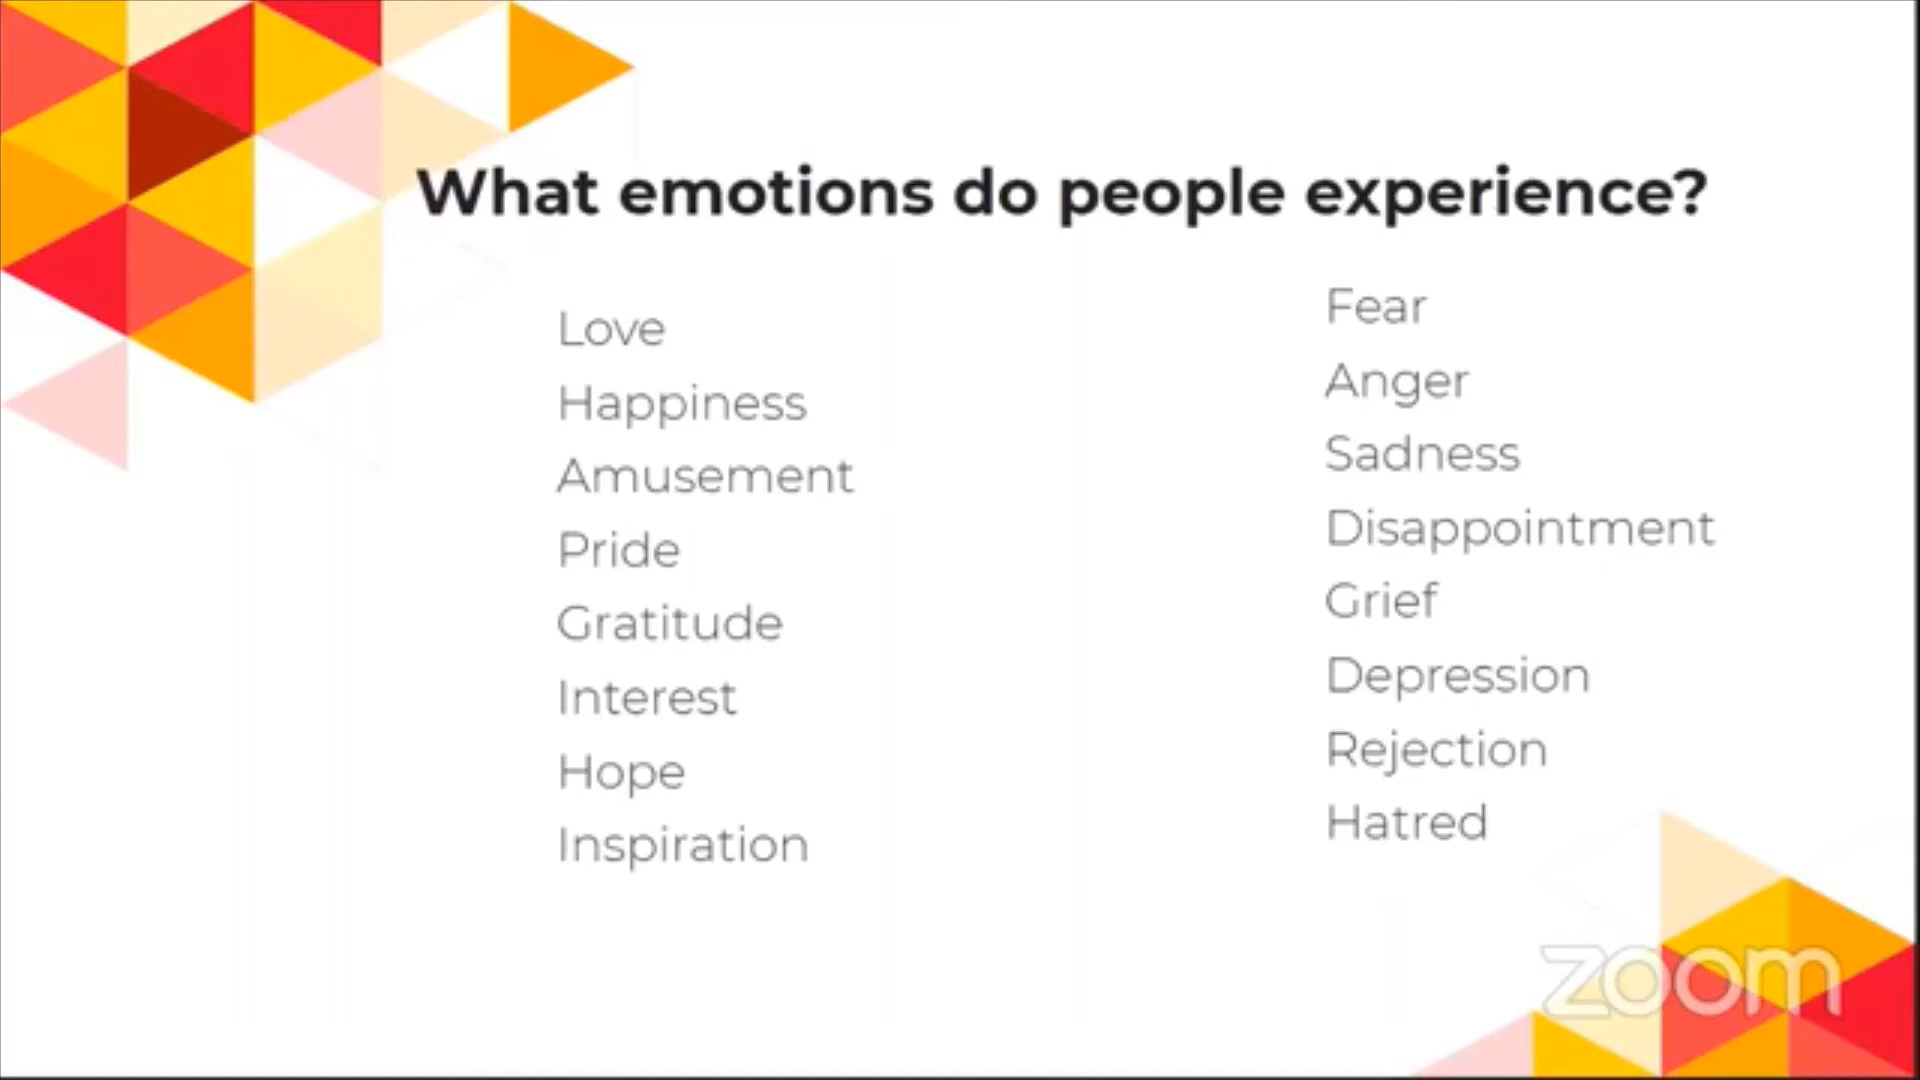 What emotions do people experience?
Love
Happiness
Amusement
Pride
Gratitude
Interest
Hope
Inspiration
Fear
Anger
Sadness
Disappointment
Grief
Depression
Rejection
Hatred
zoom